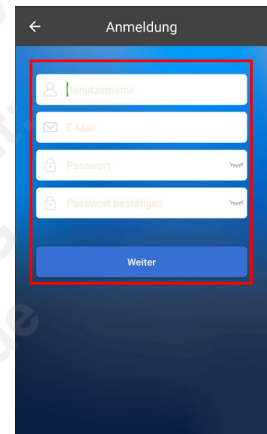 Anmeldung
Benutzername
E-Mail
Passwort
Passwort bestätigen
Weiter